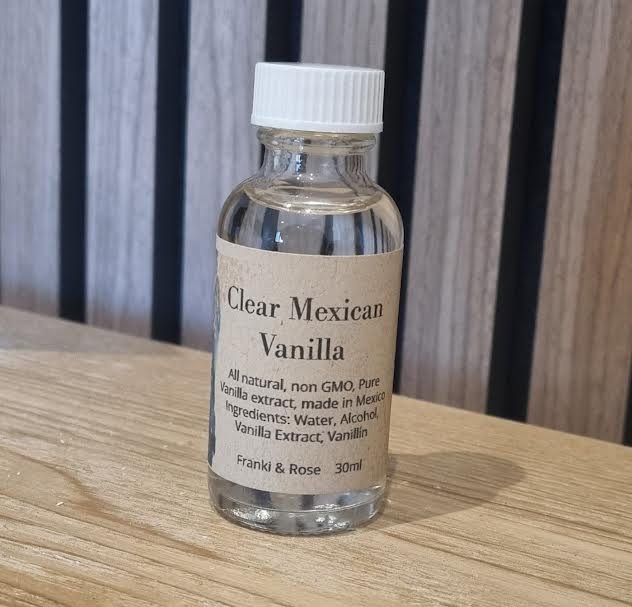 Clear Mexican
Vanilla
All natural, non GMO, Pure
Vanilla extract, made in Mexico
Ingredients: Water, Alcohol,
Vanilla Extract, Vanillin
Franki & Rose 30ml